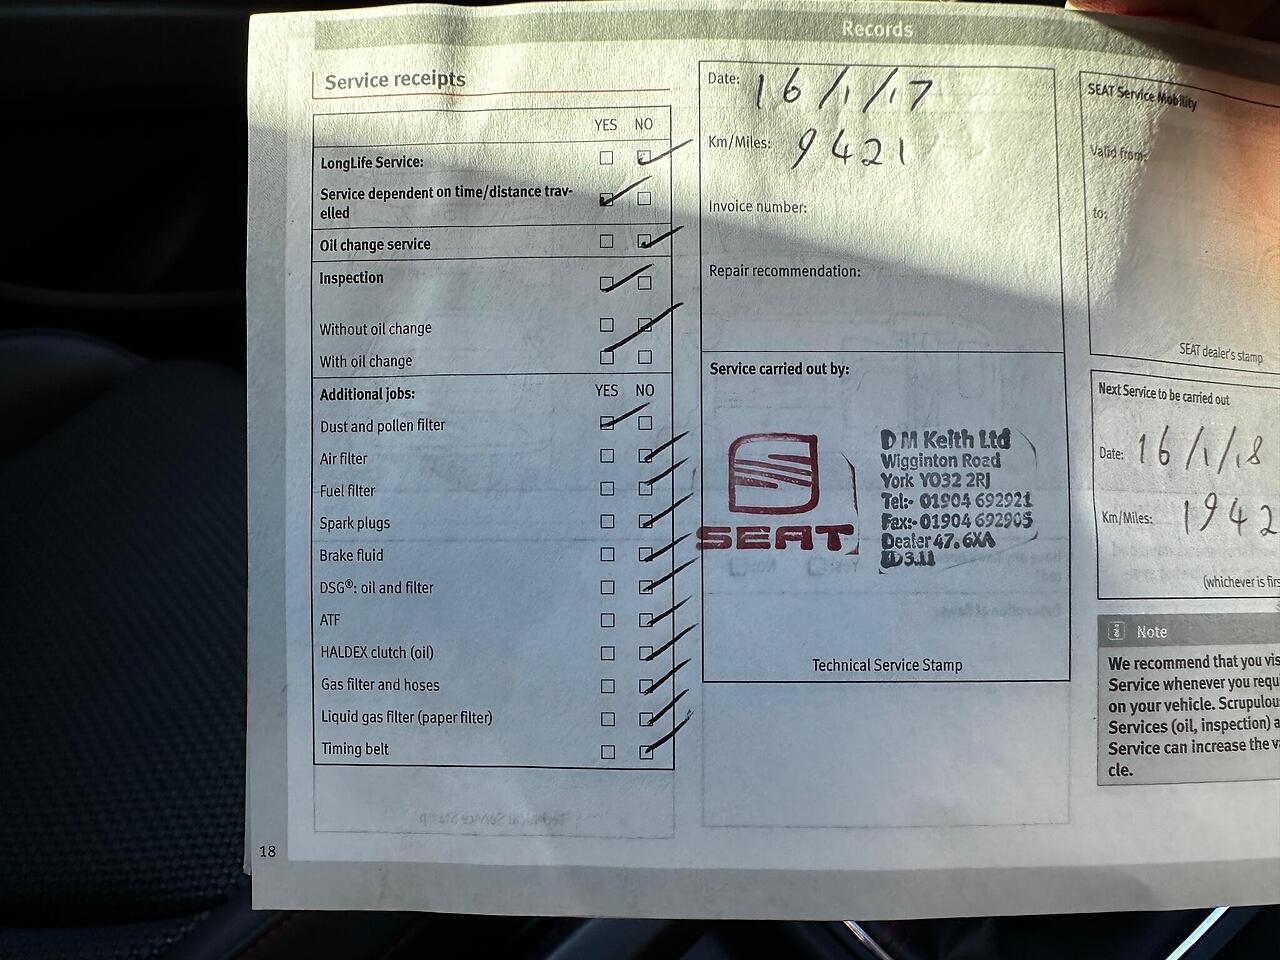 Records
Service receipts
YES NO
LongLife Service:
Service dependent on time/distance trav-
elled
Oil change service
Inspection
Without oil change
With oil change
Additional jobs: YES NO
Dust and pollen filter
Air filter
Fuel filter
Spark plugs
Brake fluid
DSG®: oil and filter
ATF
HALDEX clutch (oil)
Gas filter and hoses
Liquid gas filter (paper filter)
Timing belt
18
Date: 16/1/17
Km/Miles: 9421
Invoice number:
Repair recommendation:
Service carried out by:
SEAT
D M Keith Ltd
Wigginton Road
York YO32 2RJ
Tel:- 01904 692921
Fax:- 01904 692905
Dealer 47.6XA
Technical Service Stamp
SEAT Service Mobility
Valid from:
to:
SEAT dealer's stamp
Next Service to be carried out
Date: 16/1/18
Km/Miles: 1942
(whichever is firs
Note
We recommend that you vis
Service whenever you requ
on your vehicle. Scrupulou
Services (oil, inspection) a
Service can increase the va
cle.